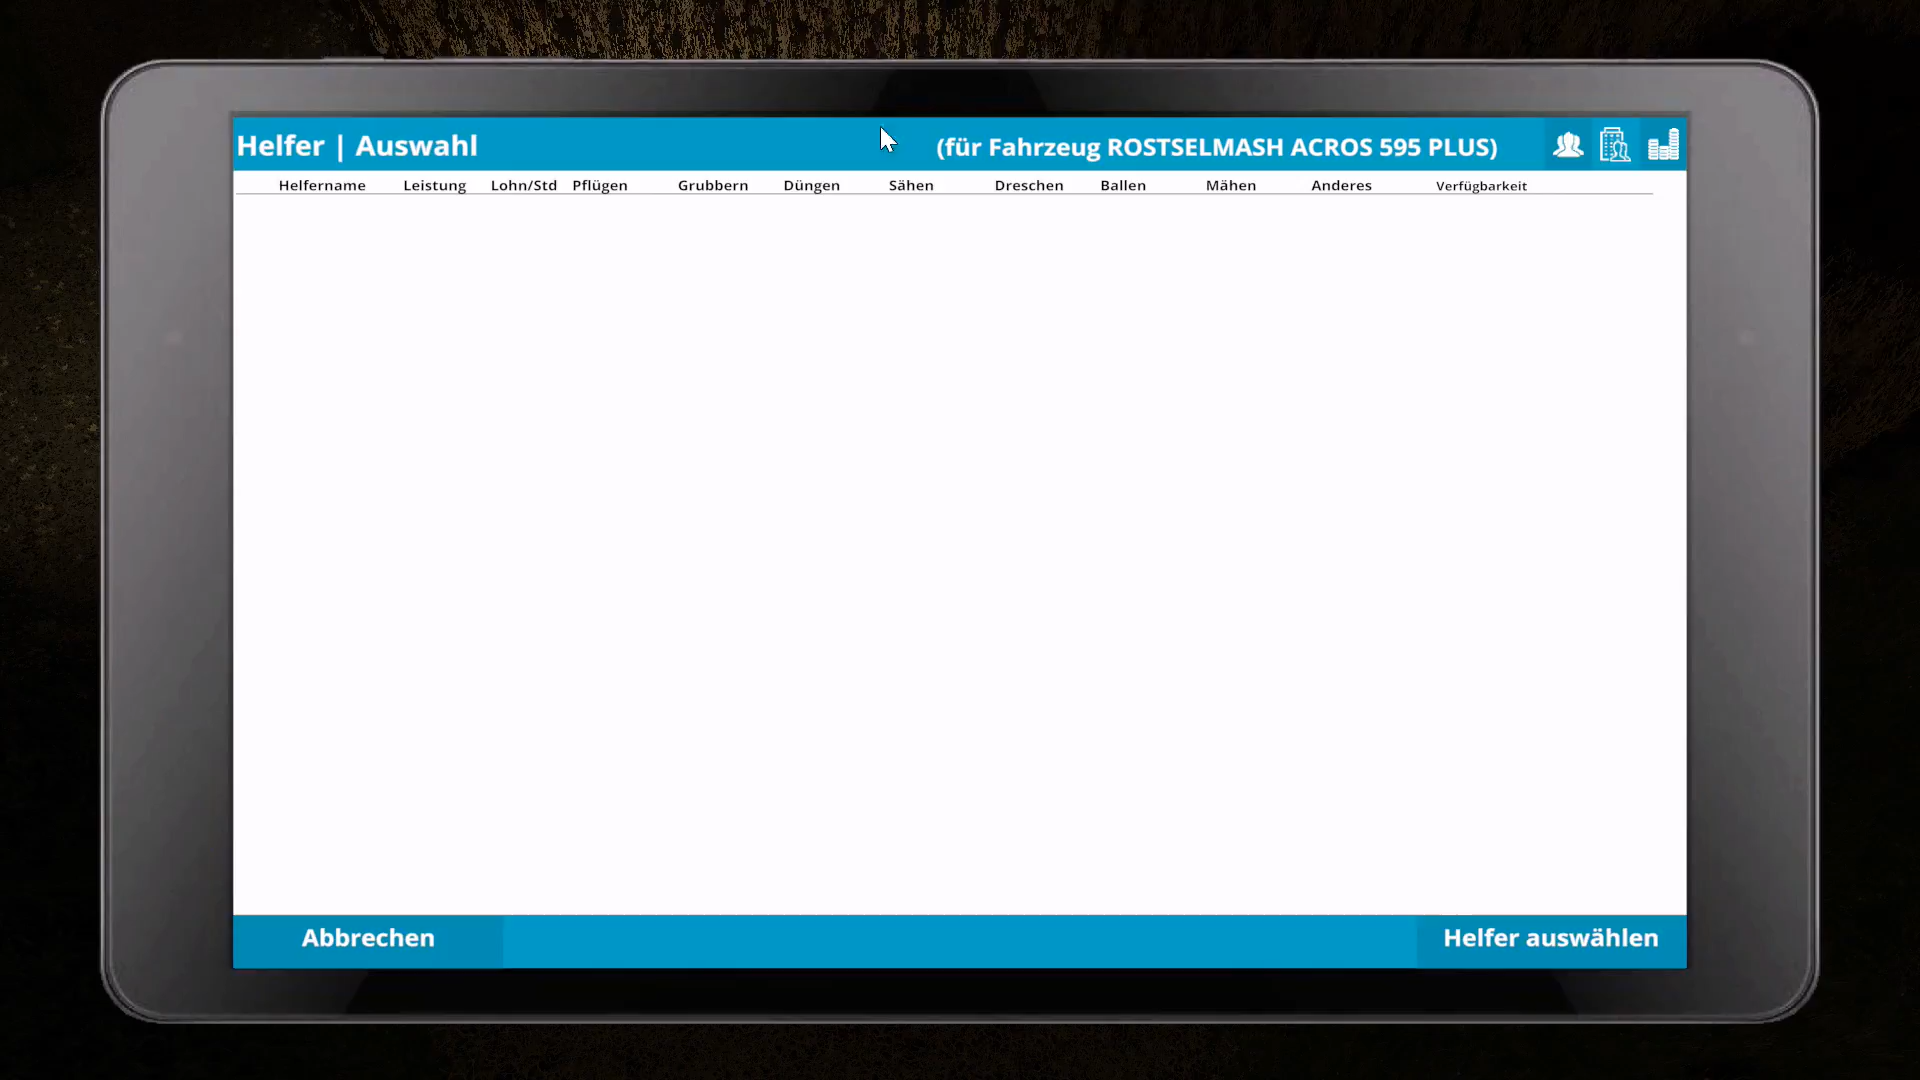 Helfer | Auswahl (für Fahrzeug ROSTSELMASH ACROS 595 PLUS)
Helfername Leistung Lohn/Std Pflügen Grubbern Düngen Sähen Dreschen Ballen Mähen Anderes Verfügbarkeit
Abbrechen Helfer auswählen